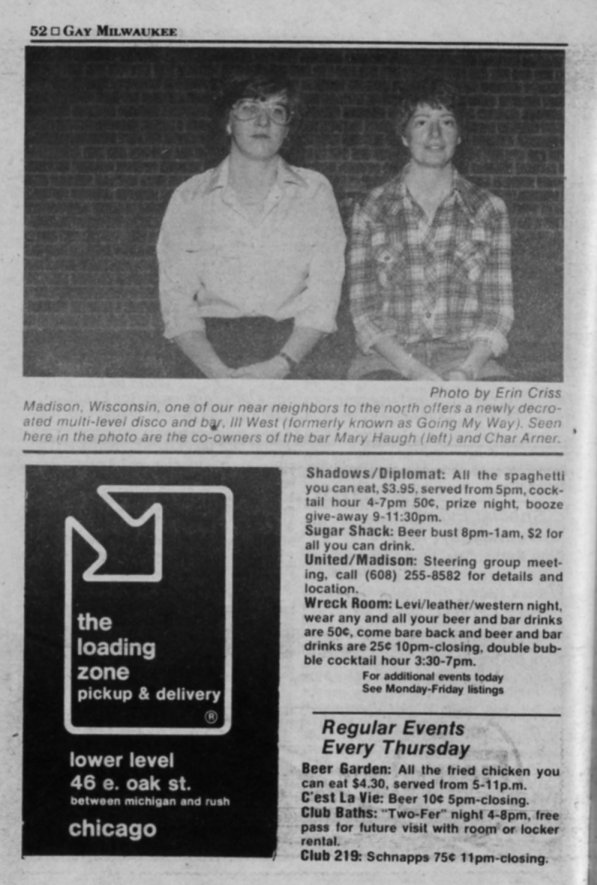 52 □ GAY MILWAUKEE
Photo by Erin Criss
Madison, Wisconsin, one of our near neighbors to the north offers a newly decro-
ated multi-level disco and bar, III West (formerly known as Going My Way). Seen
here in the photo are the co-owners of the bar Mary Haugh (left) and Char Arner.
the
loading
zone
pickup & delivery
®
lower level
46 e. oak st.
between michigan and rush
chicago
Shadows/Diplomat: All the spaghetti
you can eat, $3.95, served from 5pm, cock-
tail hour 4-7pm 50¢, prize night, booze
give-away 9-11:30pm.
Sugar Shack: Beer bust 8pm-1am, $2 for
all you can drink.
United/Madison: Steering group meet-
ing, call (608) 255-8582 for details and
location.
Wreck Room: Levi/leather/western night,
wear any and all your beer and bar drinks
are 50¢, come bare back and beer and bar
drinks are 25¢ 10pm-closing, double bub-
ble cocktail hour 3:30-7pm.
For additional events today
See Monday-Friday listings
Regular Events
Every Thursday
Beer Garden: All the fried chicken you
can eat $4.30, served from 5-11p.m.
C'est La Vie: Beer 10¢ 5pm-closing.
Club Baths: "Two-Fer" night 4-8pm, free
pass for future visit with room or locker
rental.
Club 219: Schnapps 75¢ 11pm-closing.